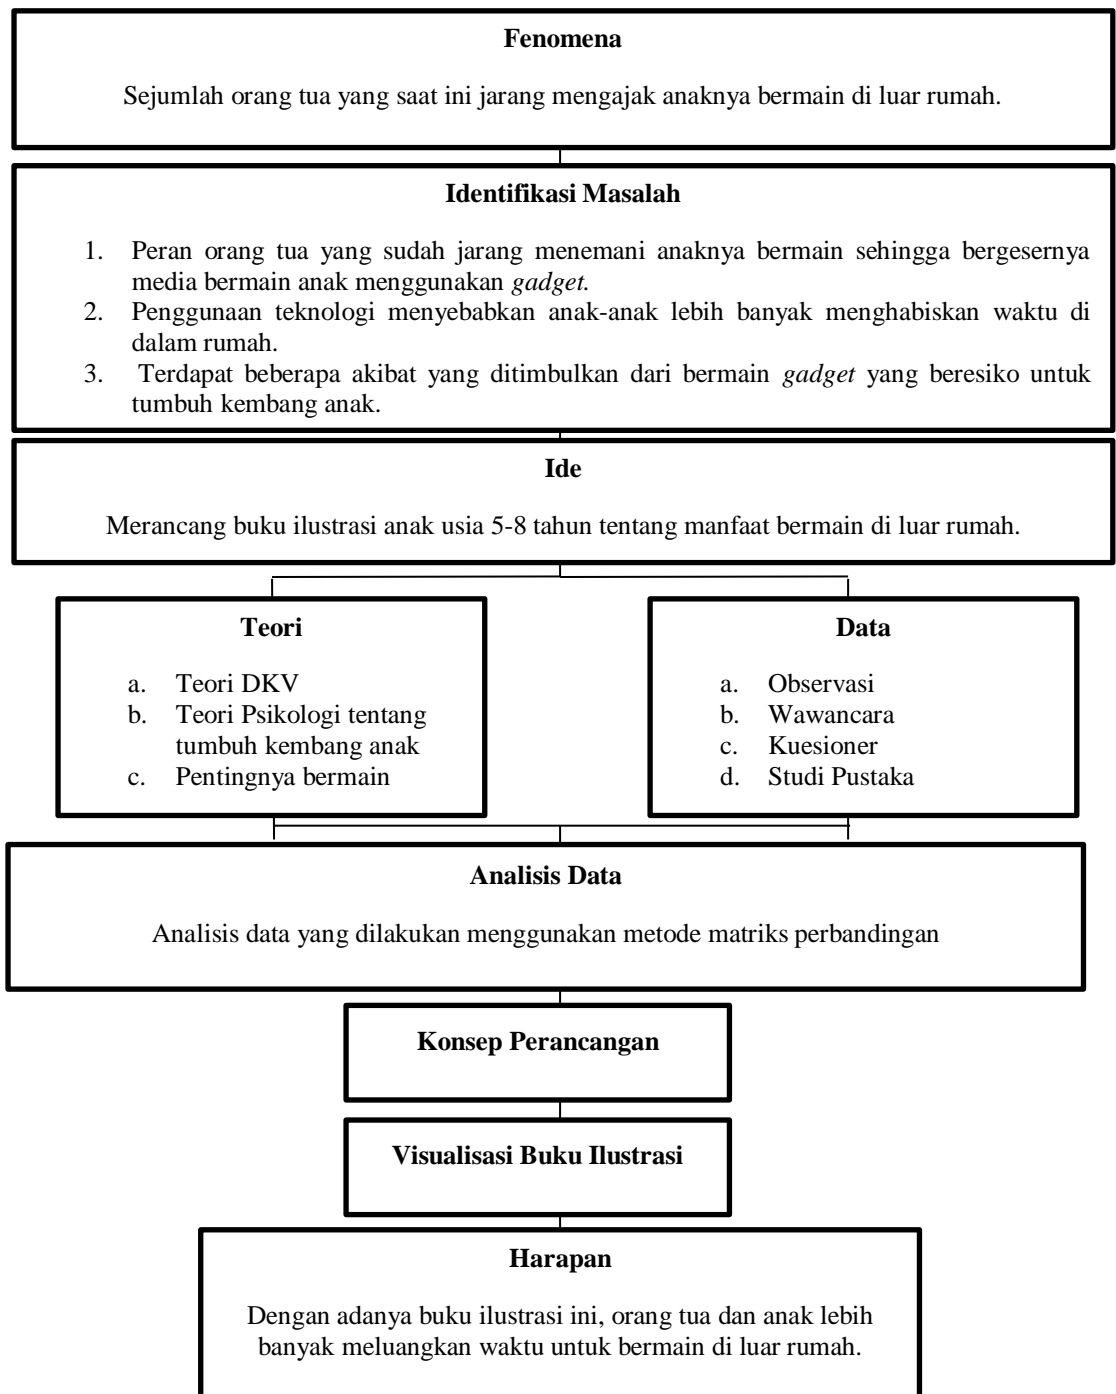 Fenomena
Sejumlah orang tua yang saat ini jarang mengajak anaknya bermain di luar rumah.
Identifikasi Masalah
1. Peran orang tua yang sudah jarang menemani anaknya bermain sehingga bergesernya
media bermain anak menggunakan gadget.
2. Penggunaan teknologi menyebabkan anak-anak lebih banyak menghabiskan waktu di
dalam rumah.
3. Terdapat beberapa akibat yang ditimbulkan dari bermain gadget yang beresiko untuk
tumbuh kembang anak.
Ide
Merancang buku ilustrasi anak usia 5-8 tahun tentang manfaat bermain di luar rumah.
Teori
a. Teori DKV
b. Teori Psikologi tentang
tumbuh kembang anak
c. Pentingnya bermain
Data
a. Observasi
b. Wawancara
c. Kuesioner
d. Studi Pustaka
Analisis Data
Analisis data yang dilakukan menggunakan metode matriks perbandingan
Konsep Perancangan
Visualisasi Buku Ilustrasi
Harapan
Dengan adanya buku ilustrasi ini, orang tua dan anak lebih
banyak meluangkan waktu untuk bermain di luar rumah.